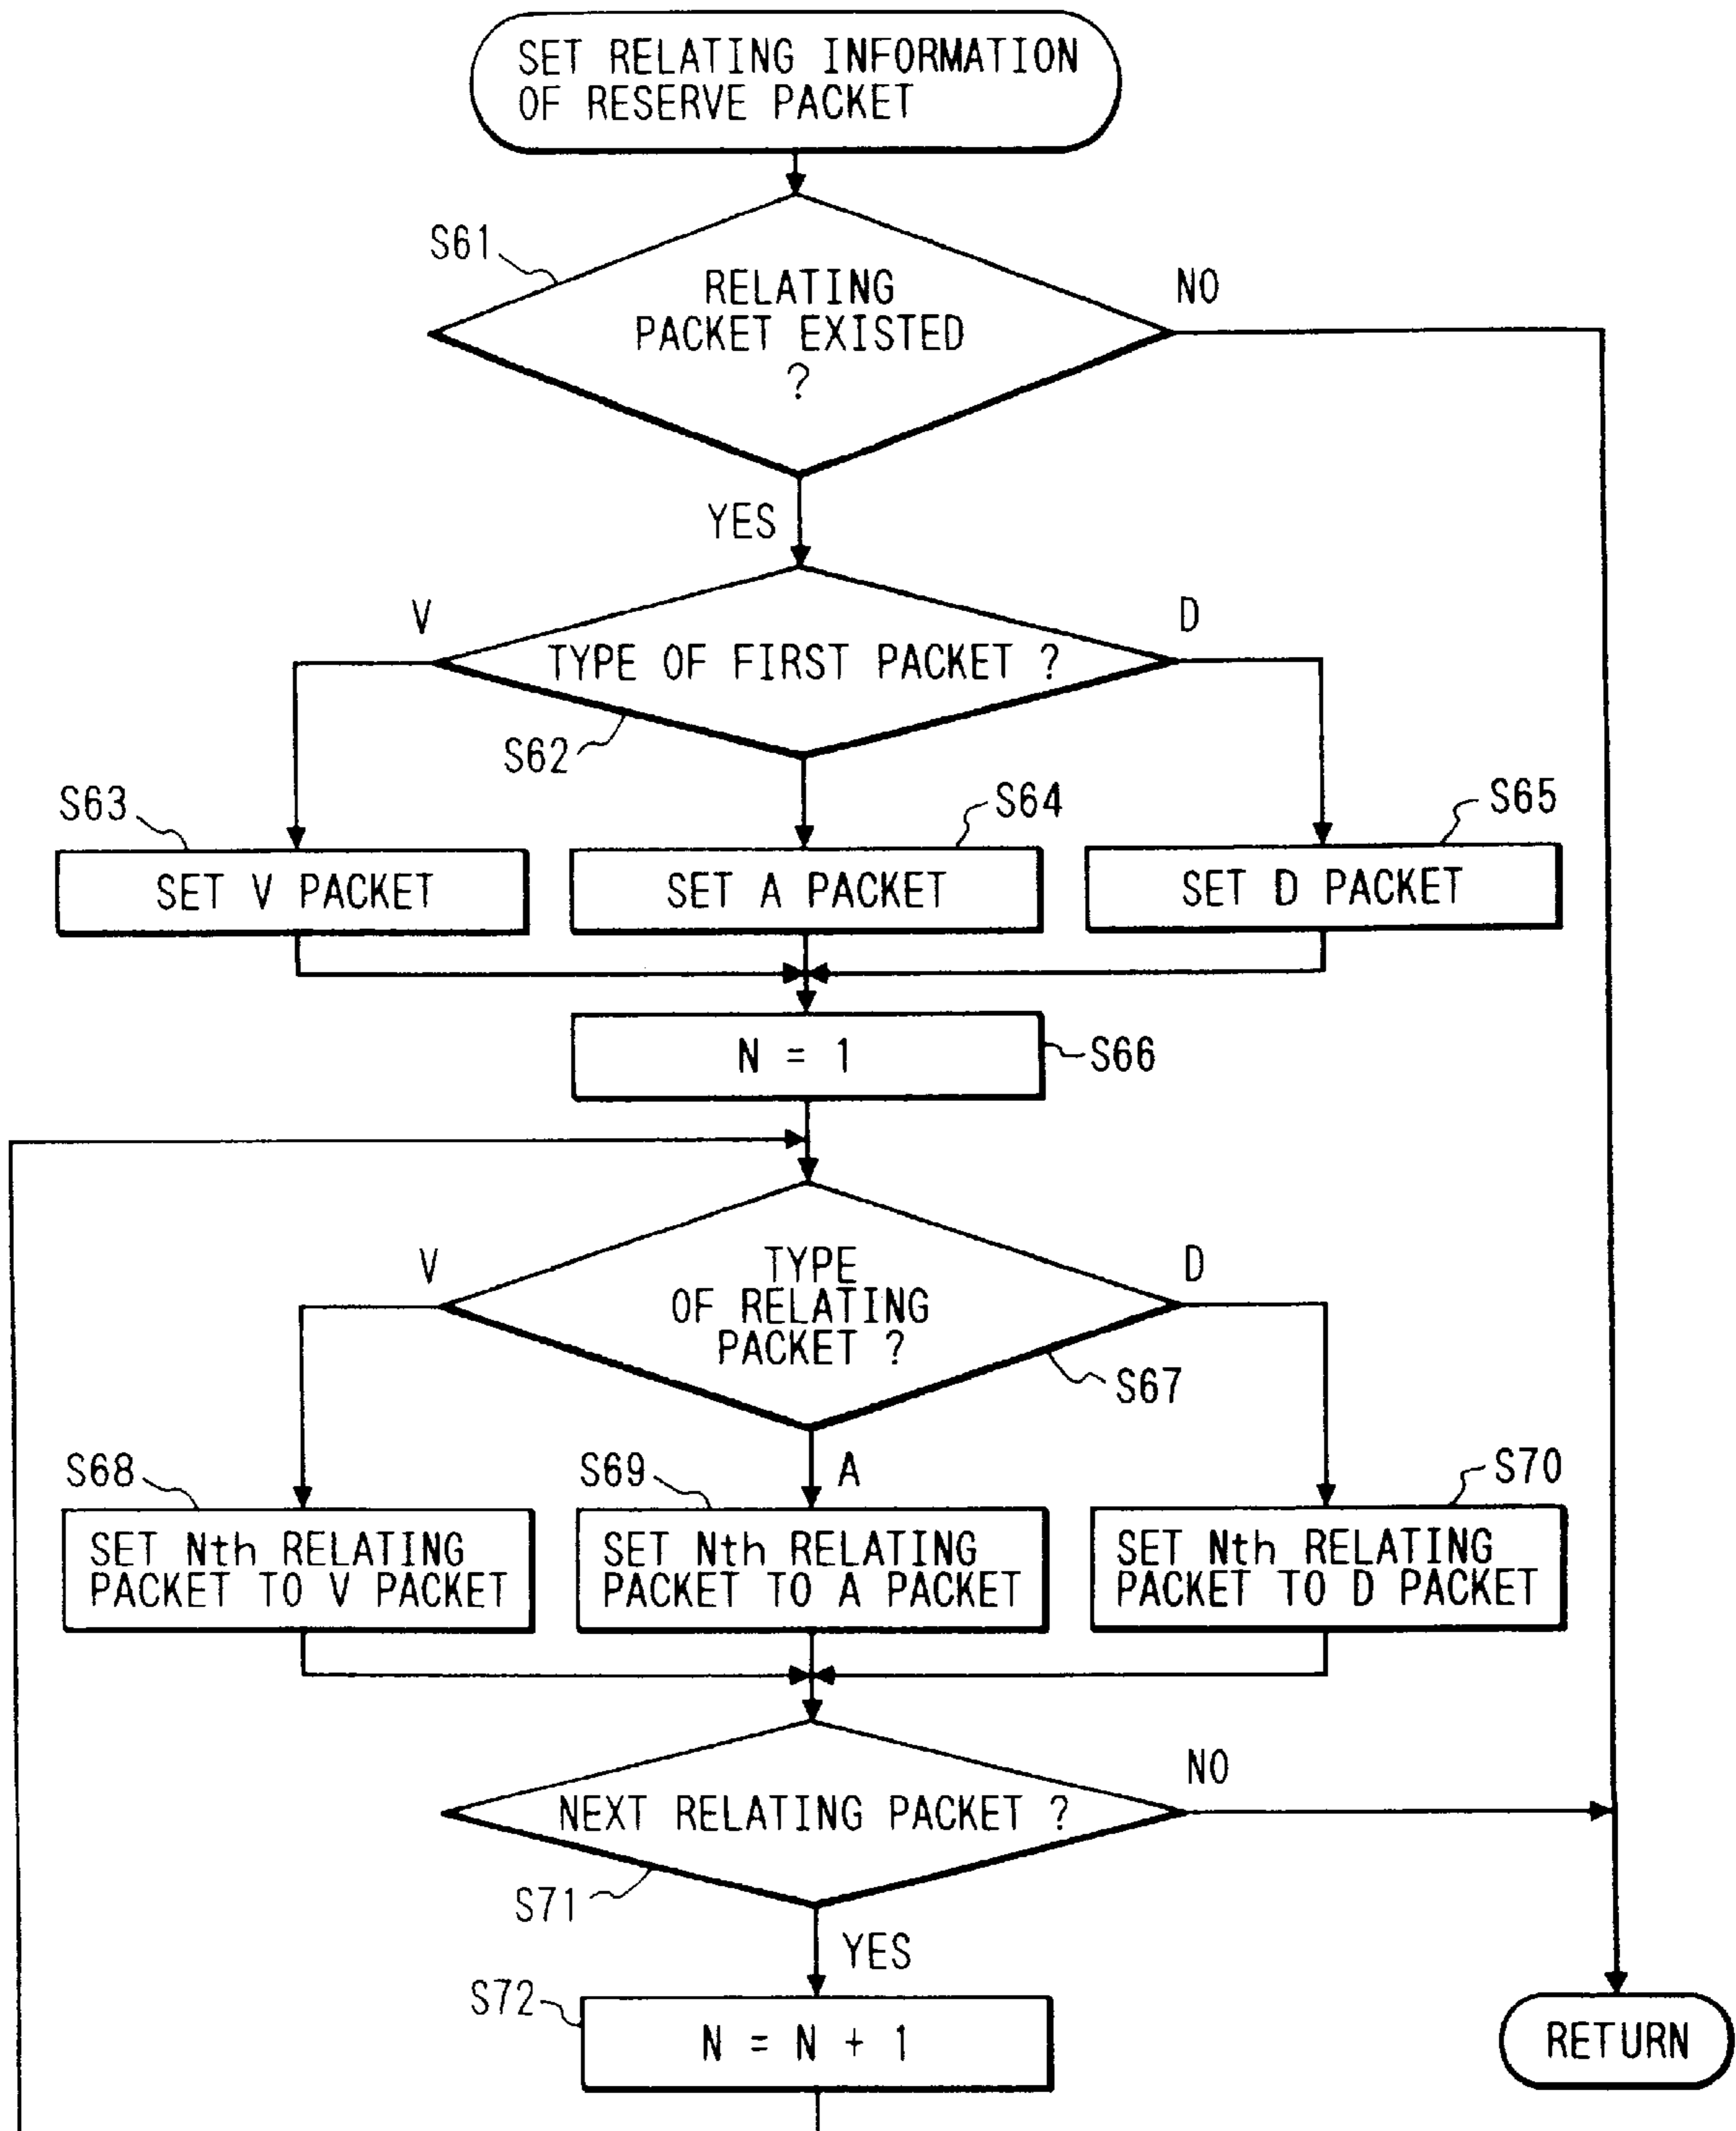 SET RELATING INFORMATION
OF RESERVE PACKET
S61
RELATING
PACKET EXISTED
?
NO
YES
V
D
TYPE OF FIRST PACKET ?
S62
S63
S64
S65
SET V PACKET
SET A PACKET
SET D PACKET
N = 1
S66
V
D
TYPE
OF RELATING
PACKET ?
S67
S68
S69
A
S70
SET Nth RELATING
PACKET TO V PACKET
SET Nth RELATING
PACKET TO A PACKET
SET Nth RELATING
PACKET TO D PACKET
NO
NEXT RELATING PACKET ?
S71
YES
S72
N = N + 1
RETURN